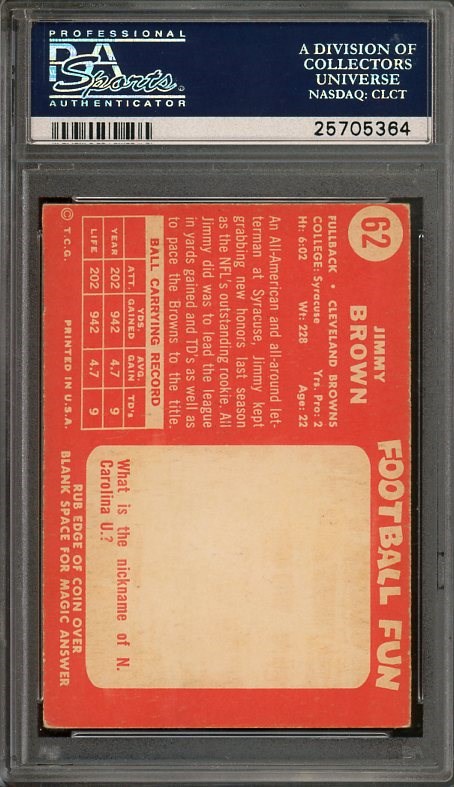 PROFESSIONAL
PSA
Sports
AUTHENTICATOR
A DIVISION OF
COLLECTORS
UNIVERSE
NASDAQ: CLCT
25705364
62
JIMMY
BROWN
FULLBACK • CLEVELAND BROWNS
COLLEGE: Syracuse Yrs. Pro: 2
Ht: 6:02 Wt: 228 Age: 22
An All-American and all-around let-
terman at Syracuse, Jimmy kept
grabbing new honors last season
as the NFL's outstanding rookie. All
Jimmy did was to lead the league
in yards gained and TD's as well as
to pace the Browns to the title.
BALL CARRYING RECORD
YEAR ATT. YDS. GAINED AVG. GAIN TD's
YEAR 202 942 4.7 9
LIFE 202 942 4.7 9
© T.C.G. PRINTED IN U.S.A.
FOOTBALL FUN
What is the nickname of N.
Carolina U.?
RUB EDGE OF COIN OVER
BLANK SPACE FOR MAGIC ANSWER